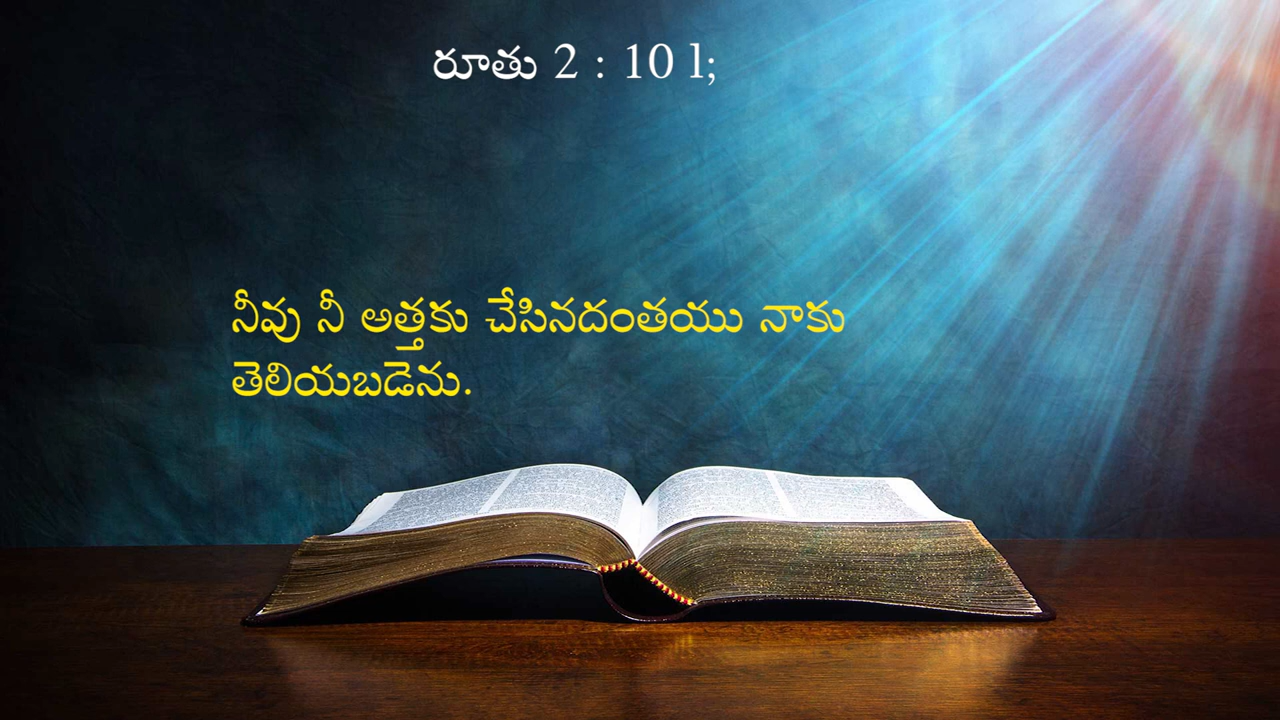 రూతు 2 : 10 l;
నీవు నీ అత్తకు చేసినదంతయు నాకు
తెలియబడెను.